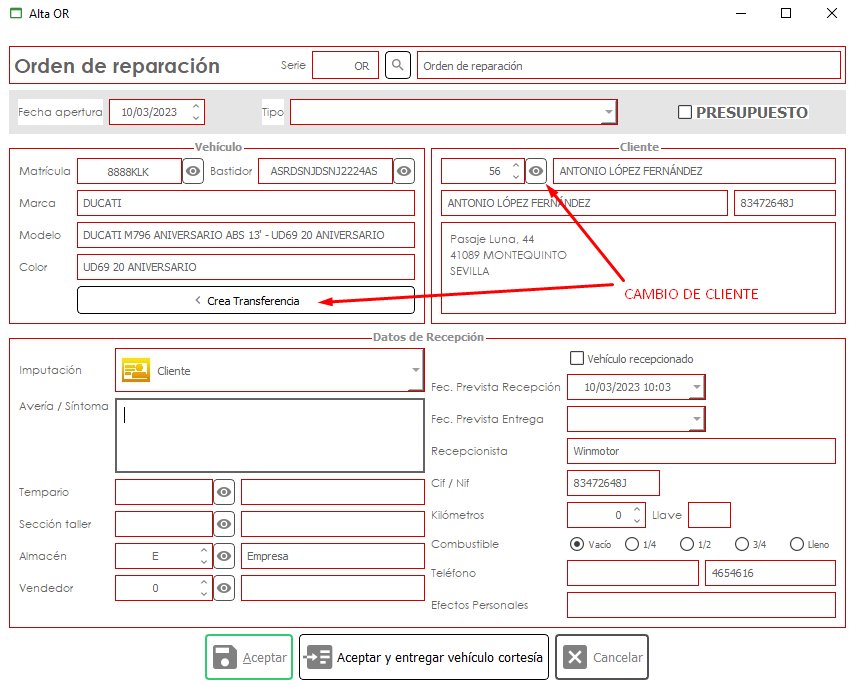 Alta OR
Orden de reparación
Serie
OR
Orden de reparación
Fecha apertura
10/03/2023
Tipo
PRESUPUESTO
Vehículo
Matrícula
8888KLK
Bastidor
ASRDSNJDSNJ2224AS
Marca
DUCATI
Modelo
DUCATI M796 ANIVERSARIO ABS 13' - UD69 20 ANIVERSARIO
Color
UD69 20 ANIVERSARIO
Crea Transferencia
Cliente
56
ANTONIO LÓPEZ FERNÁNDEZ
ANTONIO LÓPEZ FERNÁNDEZ
83472648J
Pasaje Luna, 44
41089 MONTEQUINTO
SEVILLA
CAMBIO DE CLIENTE
Datos de Recepción
Imputación
Cliente
Avería / Síntoma
Tempario
Sección taller
Almacén
E
Empresa
Vendedor
0
Vehículo recepcionado
Fec. Prevista Recepción
10/03/2023 10:03
Fec. Prevista Entrega
Recepcionista
Winmotor
Cif / Nif
83472648J
Kilómetros
0
Llave
Combustible
Vacío
1/4
1/2
3/4
Lleno
Teléfono
4654616
Efectos Personales
Aceptar
Aceptar y entregar vehículo cortesía
Cancelar